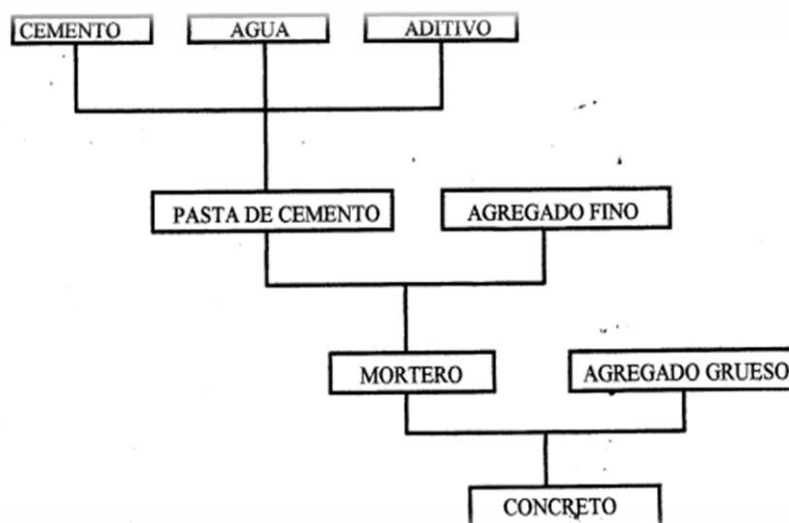 CEMENTO
AGUA
ADITIVO
PASTA DE CEMENTO
AGREGADO FINO
MORTERO
AGREGADO GRUESO
CONCRETO